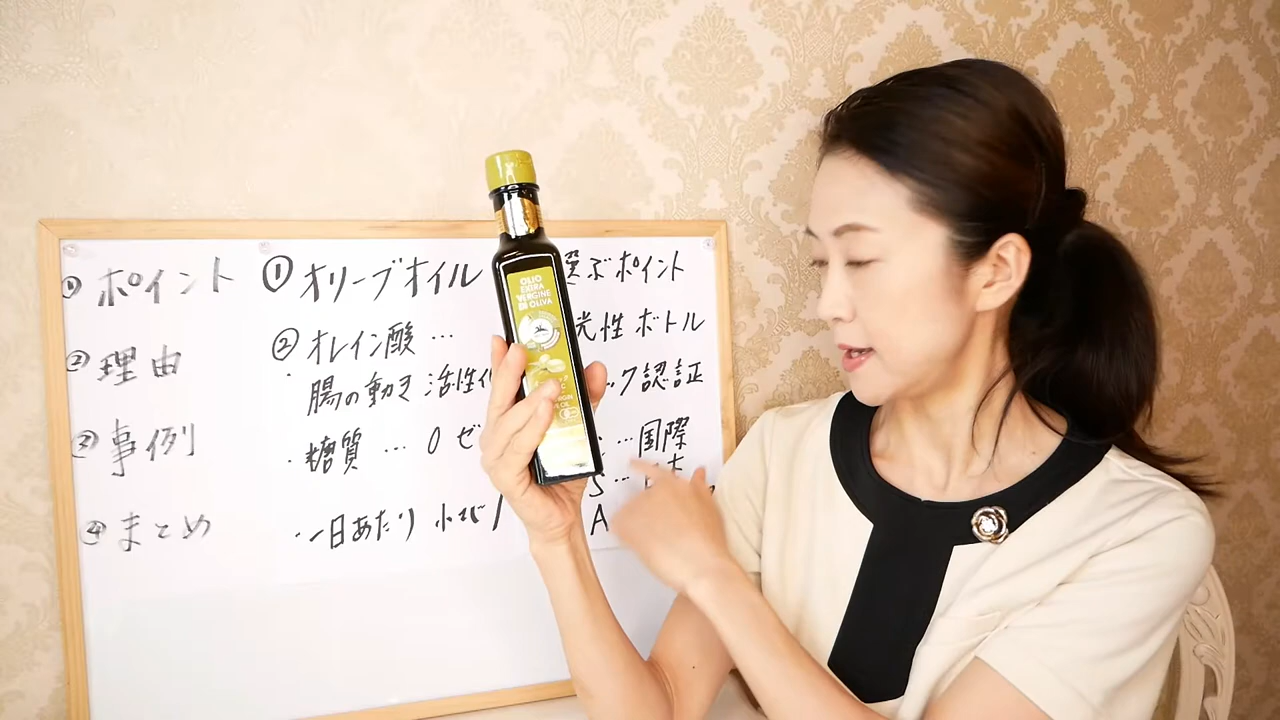 ① ポイント
② 理由
③ 事例
④ まとめ
① オリーブオイル
② オレイン酸 …
腸の動き 活性化
・糖質 … 0 ゼ
・一日あたり 小さじ1
選ぶポイント
光性 ボトル
ック認証
… 国際
S …
A
OLIO
EXTRA
VERGINE
DI OLIVA